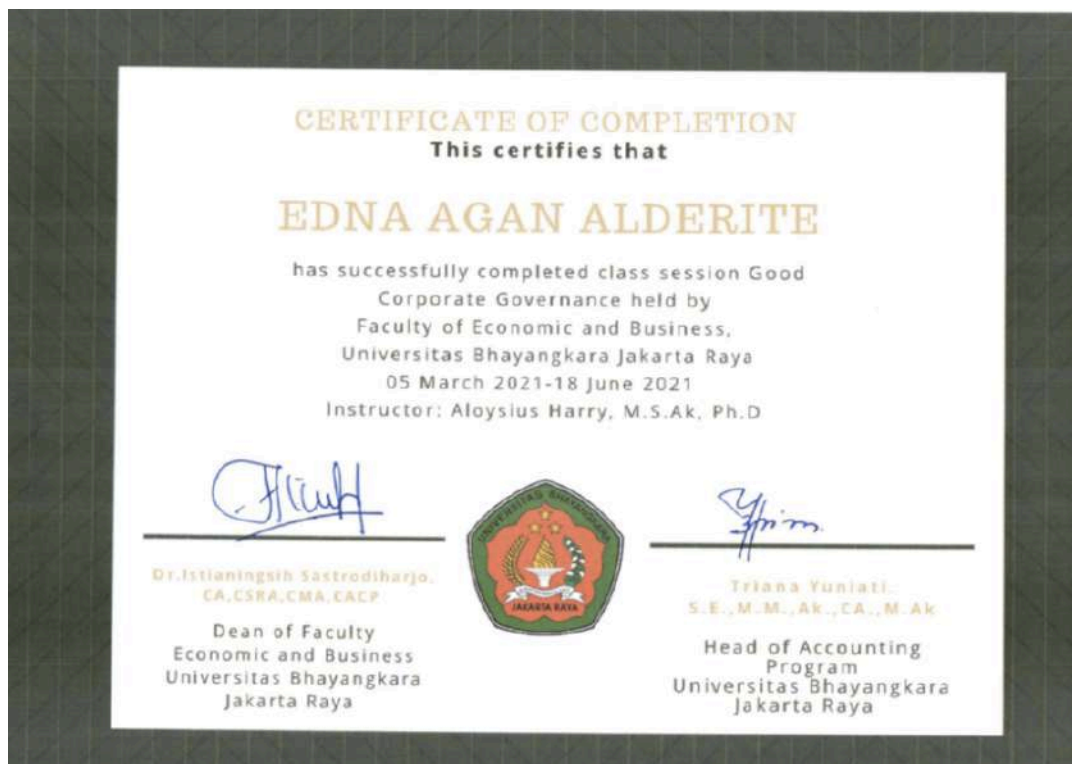 CERTIFICATE OF COMPLETION
This certifies that
EDNA AGAN ALDERITE
has successfully completed class session Good
Corporate Governance held by
Faculty of Economic and Business,
Universitas Bhayangkara Jakarta Raya
05 March 2021-18 June 2021
Instructor: Aloysius Harry, M.S.Ak, Ph.D
Dr.Istianingsih Sastrodiharjo,
CA,CSRA,CMA,CACP
Dean of Faculty
Economic and Business
Universitas Bhayangkara
Jakarta Raya
UNIVERSITAS BHAYANGKARA
JAKARTA RAYA
Triana Yuniati.
S.E.,M.M.,Ak.,CA.,M.Ak
Head of Accounting
Program
Universitas Bhayangkara
Jakarta Raya